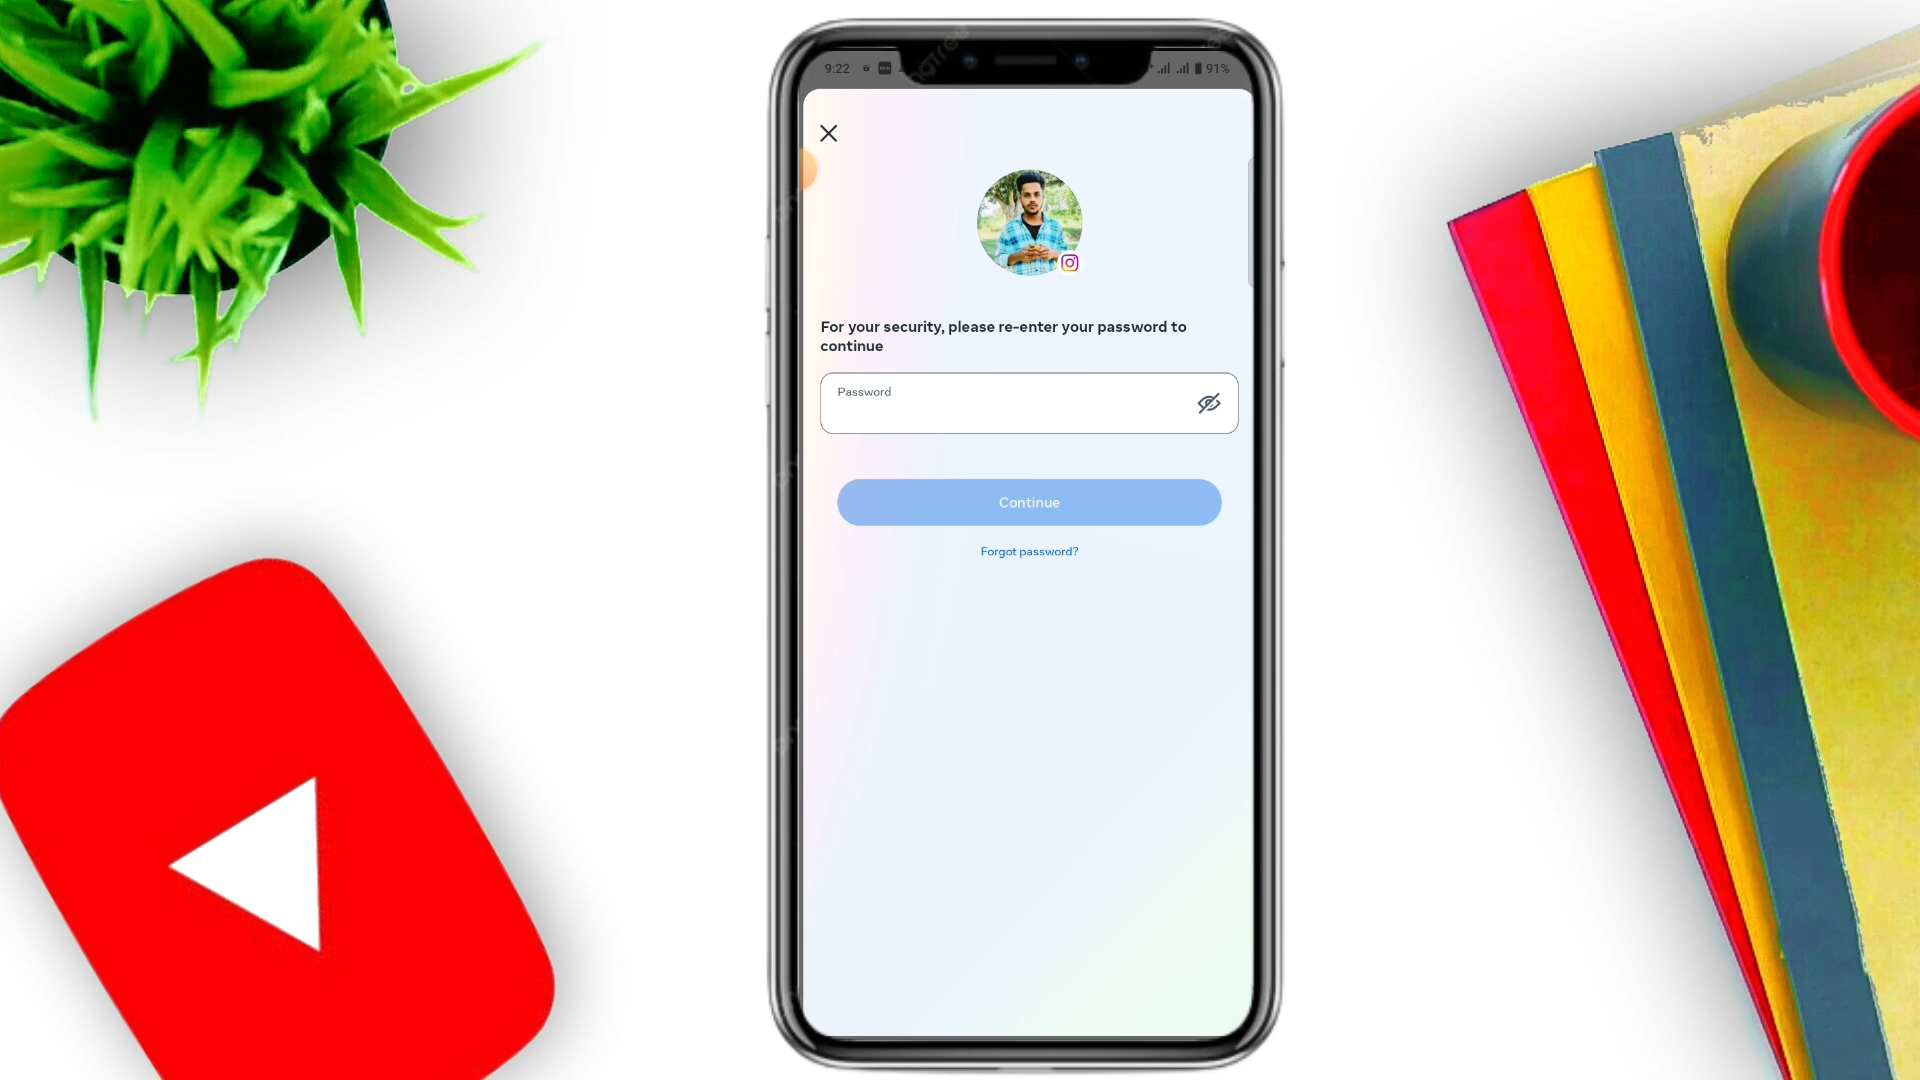 9:22
91%
For your security, please re-enter your password to
continue
Password
Continue
Forgot password?